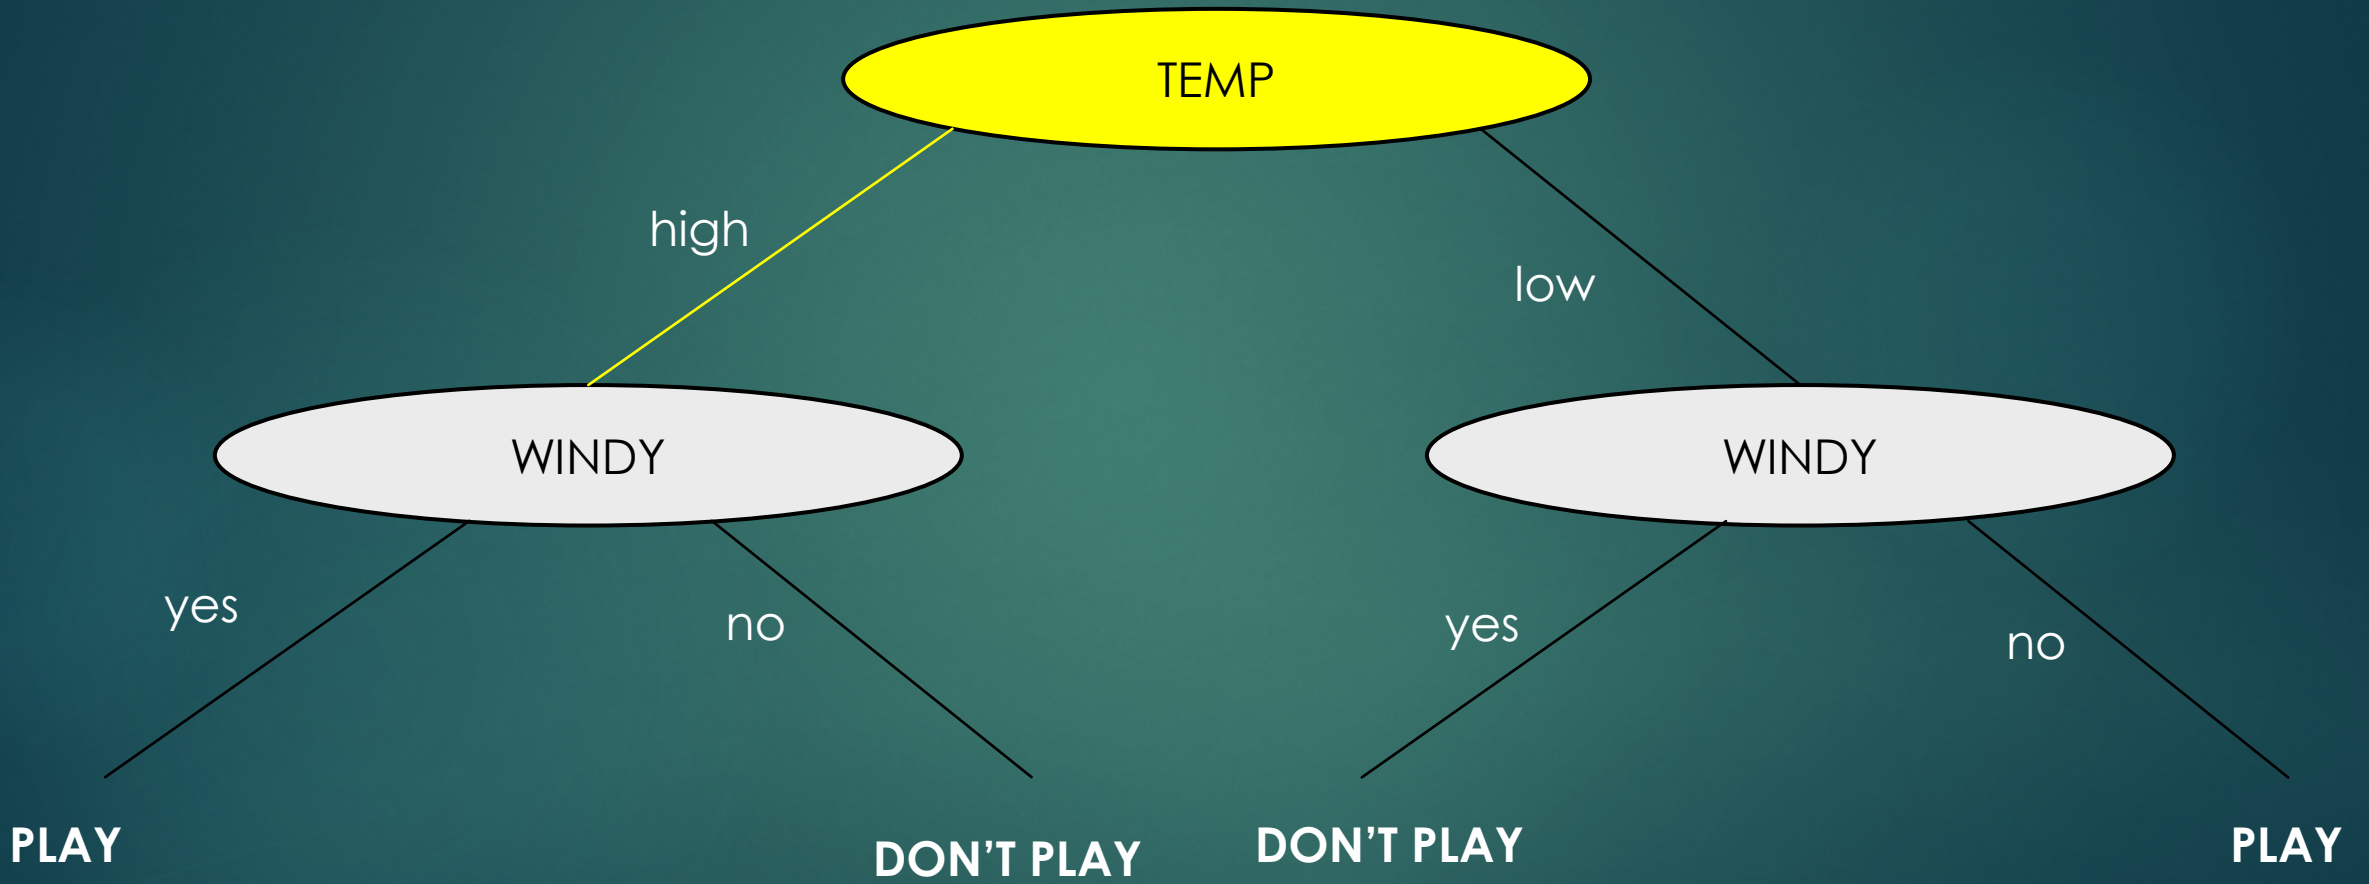 TEMP
high
low
WINDY
WINDY
yes
no
yes
no
PLAY
DON’T PLAY
DON’T PLAY
PLAY